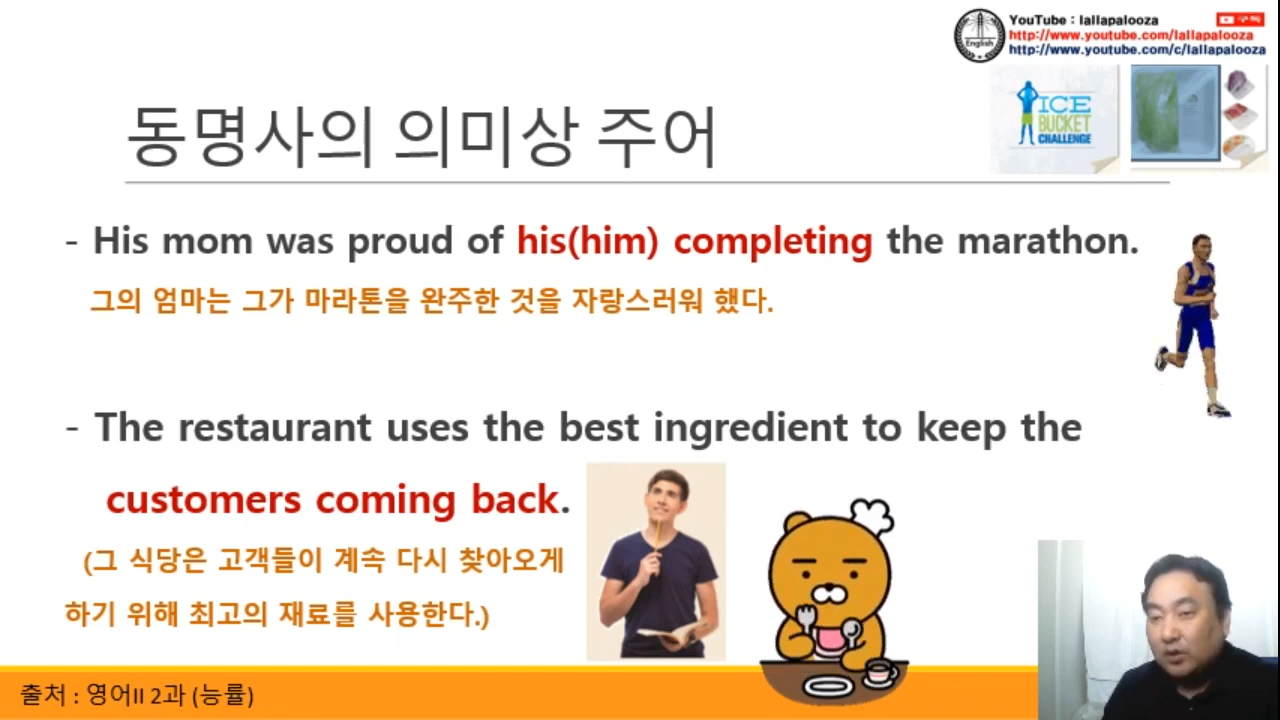 YouTube : lallapalooza
구독
http://www.youtube.com/lallapalooza
English
http://www.youtube.com/c/lallapalooza
ICE
BUCKET
CHALLENGE
동명사의 의미상 주어
- His mom was proud of his(him) completing the marathon.
그의 엄마는 그가 마라톤을 완주한 것을 자랑스러워 했다.
- The restaurant uses the best ingredient to keep the
customers coming back.
(그 식당은 고객들이 계속 다시 찾아오게
하기 위해 최고의 재료를 사용한다.)
출처 : 영어II 2과 (능률)